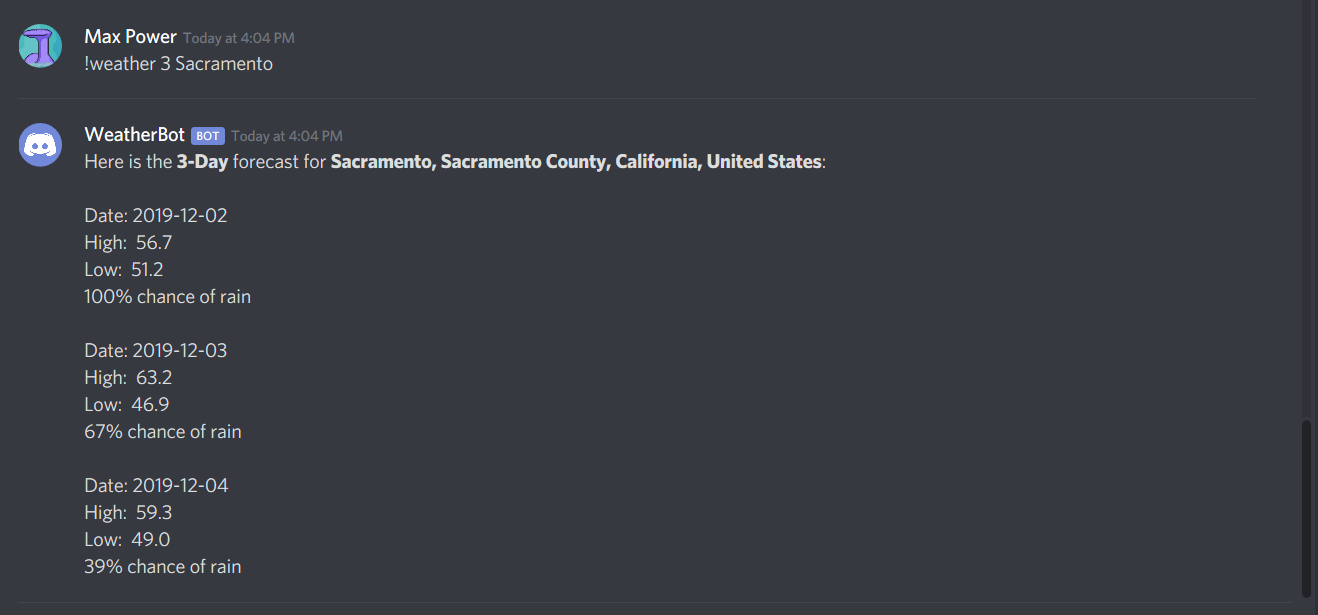 Max Power Today at 4:04 PM
!weather 3 Sacramento
WeatherBot BOT Today at 4:04 PM
Here is the 3-Day forecast for Sacramento, Sacramento County, California, United States:
Date: 2019-12-02
High:  56.7
Low:  51.2
100% chance of rain
Date: 2019-12-03
High:  63.2
Low:  46.9
67% chance of rain
Date: 2019-12-04
High:  59.3
Low:  49.0
39% chance of rain